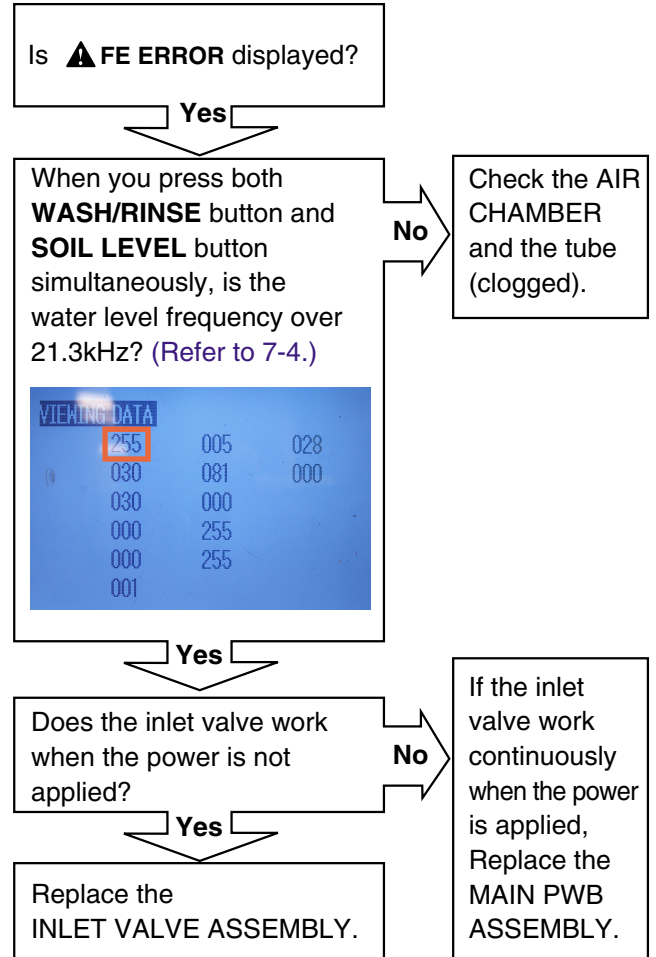 Is ⚠ FE ERROR displayed?
Yes
When you press both
WASH/RINSE button and
SOIL LEVEL button
simultaneously, is the
water level frequency over
21.3kHz? (Refer to 7-4.)
No
Check the AIR
CHAMBER
and the tube
(clogged).
VIEWING DATA
255 005 028
030 081 000
030 000
000 255
000 255
001
Yes
Does the inlet valve work
when the power is not
applied?
No
If the inlet
valve work
continuously
when the power
is applied,
Replace the
MAIN PWB
ASSEMBLY.
Yes
Replace the
INLET VALVE ASSEMBLY.